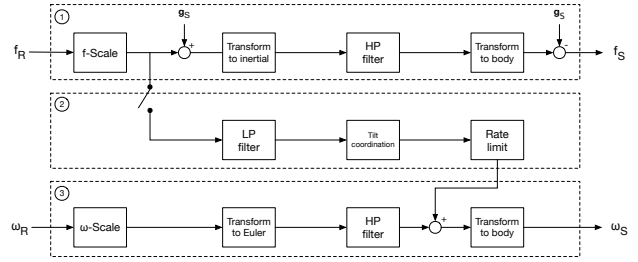 1
g_S
g_S
f_R
f-Scale
+
Transform
to inertial
HP
filter
Transform
to body
-
f_S
2
LP
filter
Tilt
coordination
Rate
limit
3
ω_R
ω-Scale
Transform
to Euler
HP
filter
+
Transform
to body
ω_S